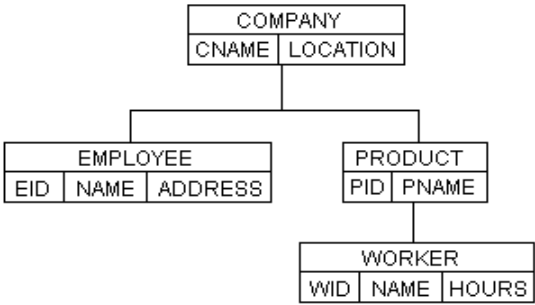 COMPANY
CNAME LOCATION
EMPLOYEE
EID NAME ADDRESS
PRODUCT
PID PNAME
WORKER
WID NAME HOURS